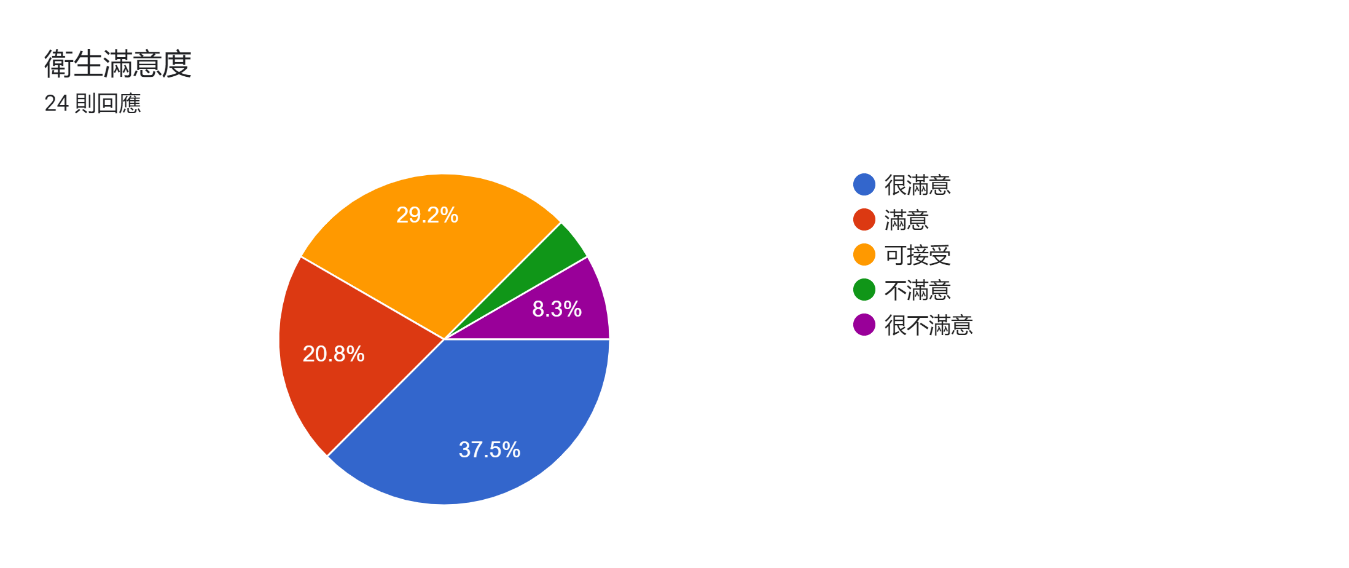 衛生滿意度
24 則回應
29.2%
8.3%
20.8%
37.5%
很滿意
滿意
可接受
不滿意
很不滿意